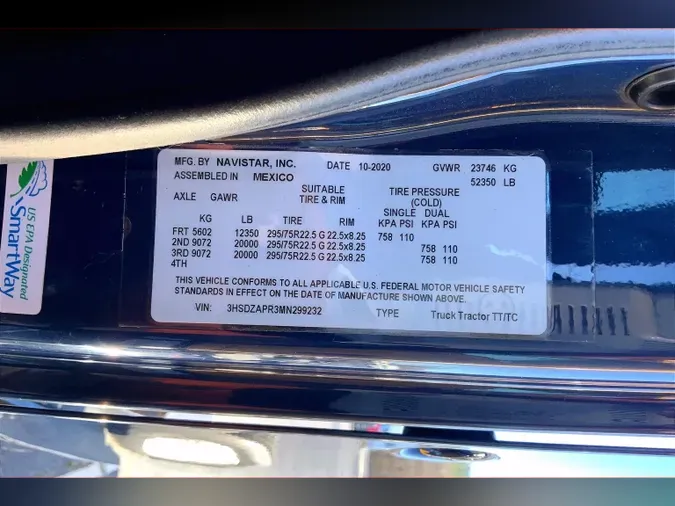 MFG. BY NAVISTAR, INC. DATE 10-2020 GVWR 23746 KG
ASSEMBLED IN MEXICO 52350 LB
SUITABLE TIRE PRESSURE
AXLE GAWR TIRE & RIM (COLD)
SINGLE DUAL
KG LB TIRE RIM KPA PSI KPA PSI
FRT 5602 12350 295/75R22.5 G 22.5x8.25 758 110
2ND 9072 20000 295/75R22.5 G 22.5x8.25 758 110
3RD 9072 20000 295/75R22.5 G 22.5x8.25 758 110
4TH
THIS VEHICLE CONFORMS TO ALL APPLICABLE U.S. FEDERAL MOTOR VEHICLE SAFETY
STANDARDS IN EFFECT ON THE DATE OF MANUFACTURE SHOWN ABOVE.
VIN: 3HSDZAPR3MN299232 TYPE Truck Tractor TT/TC
US EPA Designated
SmartWay